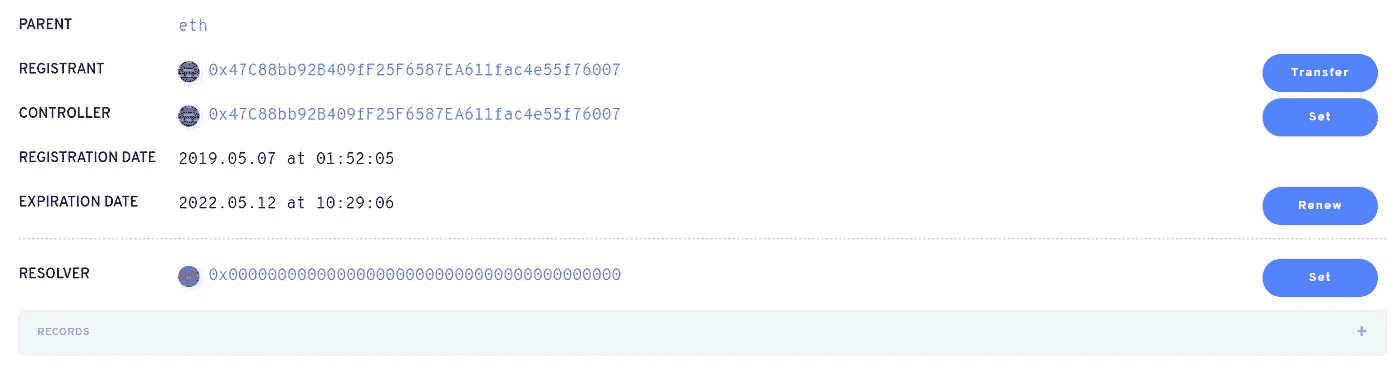 PARENT eth
REGISTRANT 0x47C88bb92B409fF25F6587EA611fac4e55f76007 Transfer
CONTROLLER 0x47C88bb92B409fF25F6587EA611fac4e55f76007 Set
REGISTRATION DATE 2019.05.07 at 01:52:05
EXPIRATION DATE 2022.05.12 at 10:29:06 Renew
RESOLVER 0x0000000000000000000000000000000000000000 Set
RECORDS +